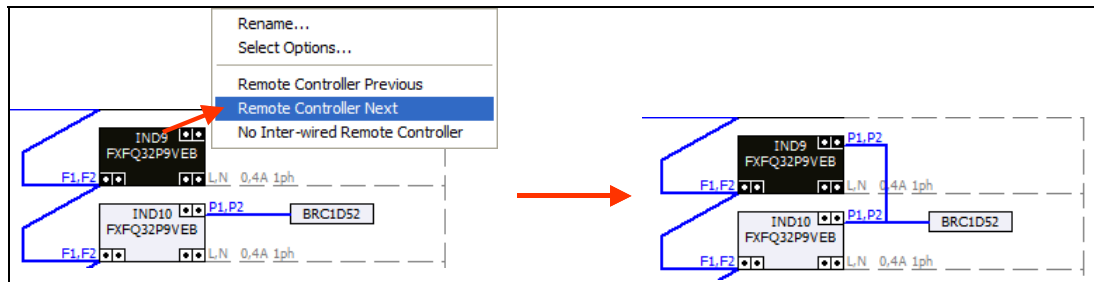 Rename...
Select Options...
Remote Controller Previous
Remote Controller Next
No Inter-wired Remote Controller
IND9
FXFQ32P9VEB
F1,F2
L,N 0,4A 1ph
IND10
P1,P2
FXFQ32P9VEB
BRC1D52
F1,F2
L,N 0,4A 1ph
IND9
P1,P2
FXFQ32P9VEB
F1,F2
L,N 0,4A 1ph
IND10
P1,P2
FXFQ32P9VEB
BRC1D52
F1,F2
L,N 0,4A 1ph